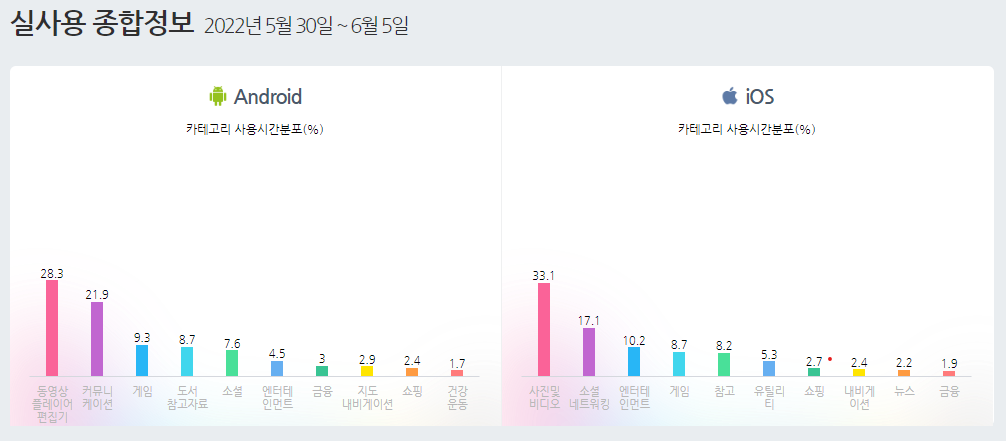 실사용 종합정보 2022년 5월 30일 ~ 6월 5일
Android
카테고리 사용시간분포(%)
28.3
21.9
9.3
8.7
7.6
4.5
3
2.9
2.4
1.7
동영상
플레이어
편집기
커뮤니
케이션
게임
도서
참고자료
소셜
엔터테
인먼트
금융
지도
내비게이션
쇼핑
건강
운동
iOS
카테고리 사용시간분포(%)
33.1
17.1
10.2
8.7
8.2
5.3
2.7
2.4
2.2
1.9
사진및
비디오
소셜
네트워킹
엔터테
인먼트
게임
참고
유틸리
티
쇼핑
내비게
이션
뉴스
금융